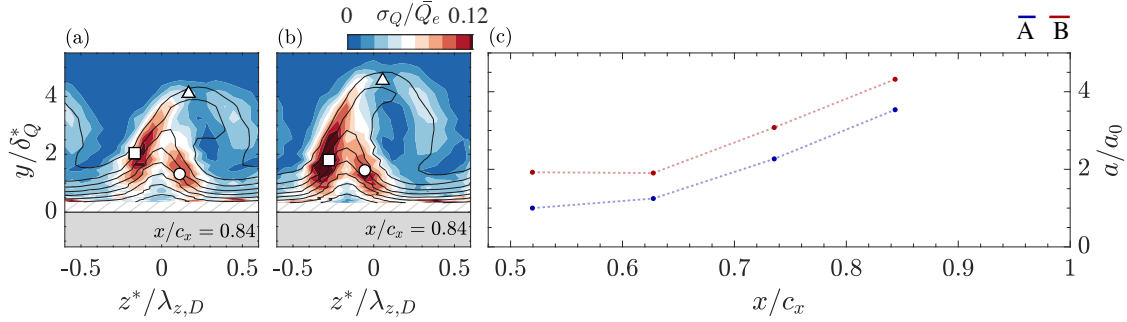 0 σ_Q/Q̄_e 0.12
(a) (b) (c) A B
y/δ*_Q
4
2
0
x/c_x = 0.84
x/c_x = 0.84
-0.5 0 0.5
z*/λ_{z,D}
-0.5 0 0.5
z*/λ_{z,D}
4
2
0
a/a_0
0.5 0.6 0.7 0.8 0.9 1
x/c_x